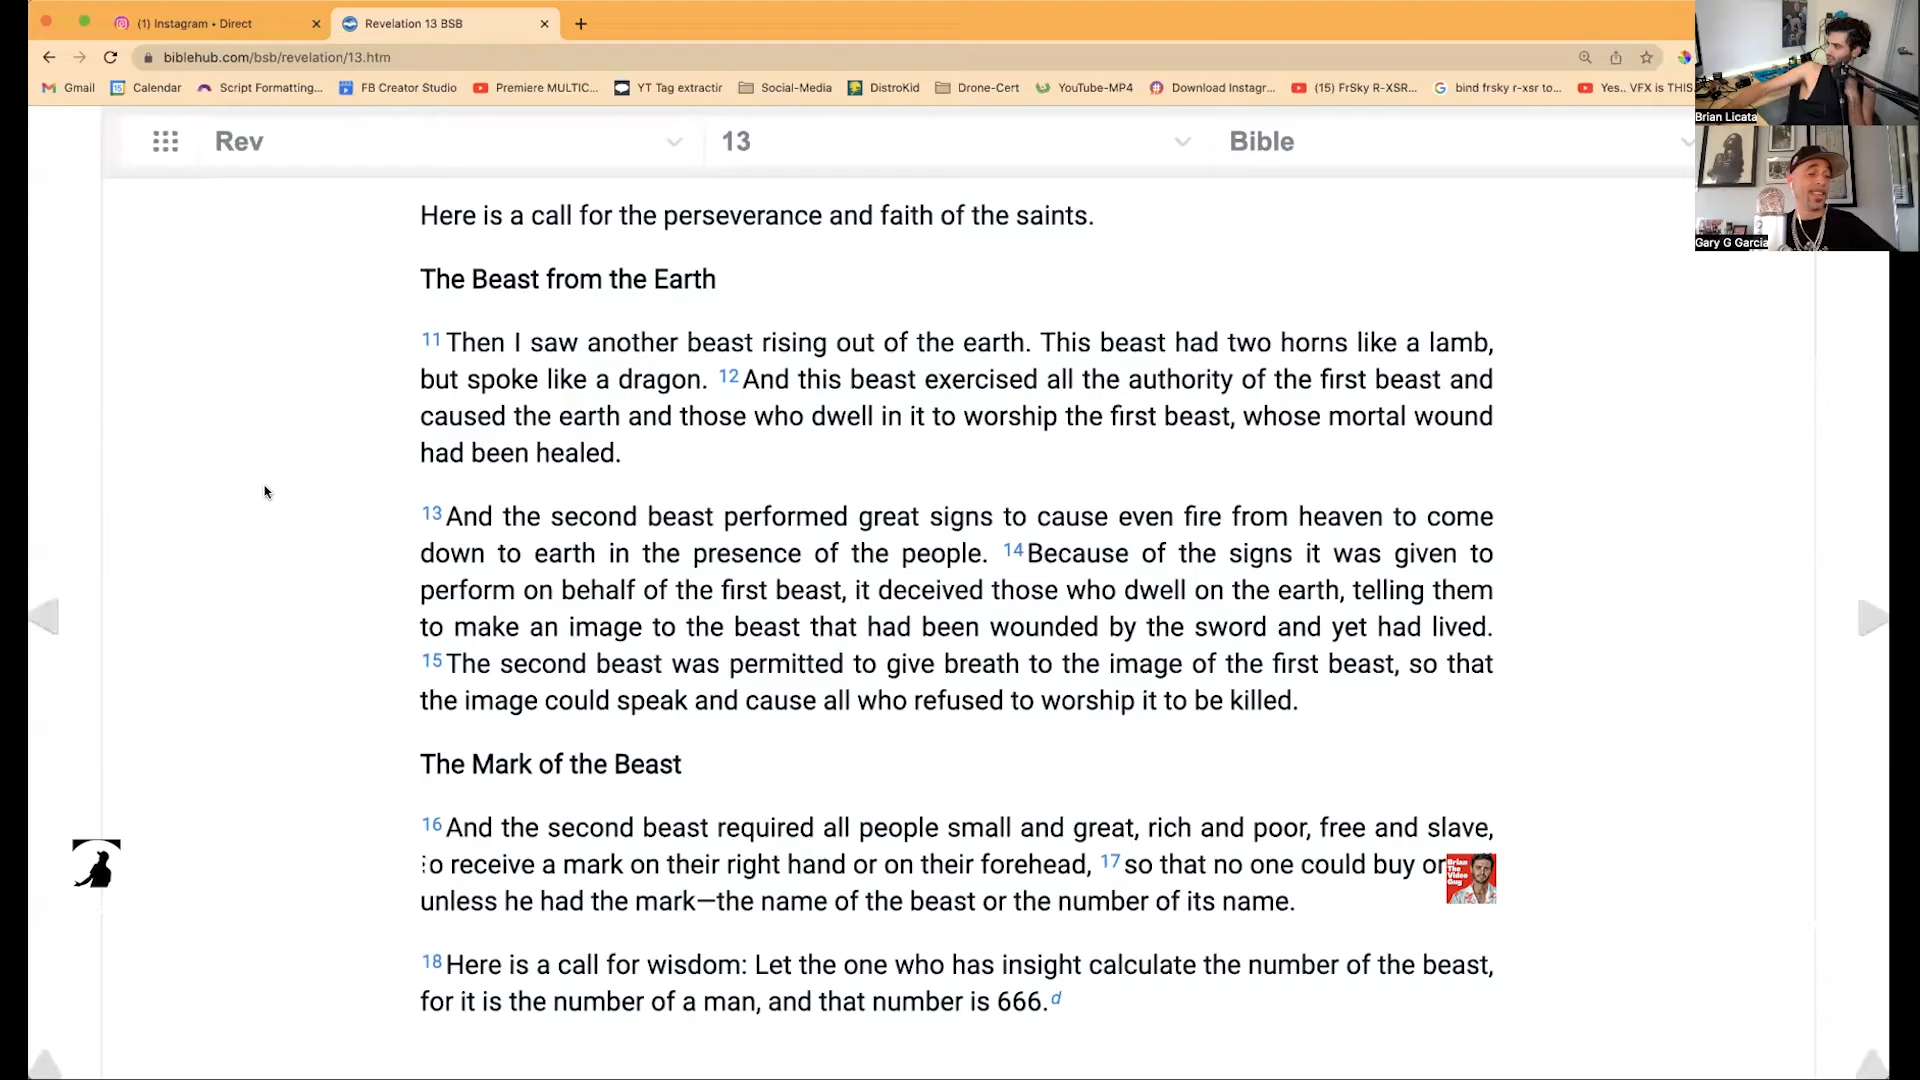 (1) Instagram • Direct
Revelation 13 BSB
biblehub.com/bsb/revelation/13.htm
Gmail
Calendar
Script Formatting...
FB Creator Studio
Premiere MULTIC...
YT Tag extractir
Social-Media
DistroKid
Drone-Cert
YouTube-MP4
Download Instagr...
(15) FrSky R-XSR...
bind frsky r-xsr to...
Yes.. VFX is THIS
Brian Licata
Gary G Garcia
Rev
13
Bible
Here is a call for the perseverance and faith of the saints.
The Beast from the Earth
11 Then I saw another beast rising out of the earth. This beast had two horns like a lamb,
but spoke like a dragon. 12 And this beast exercised all the authority of the first beast and
caused the earth and those who dwell in it to worship the first beast, whose mortal wound
had been healed.
13 And the second beast performed great signs to cause even fire from heaven to come
down to earth in the presence of the people. 14 Because of the signs it was given to
perform on behalf of the first beast, it deceived those who dwell on the earth, telling them
to make an image to the beast that had been wounded by the sword and yet had lived.
15 The second beast was permitted to give breath to the image of the first beast, so that
the image could speak and cause all who refused to worship it to be killed.
The Mark of the Beast
16 And the second beast required all people small and great, rich and poor, free and slave,
to receive a mark on their right hand or on their forehead, 17 so that no one could buy or
unless he had the mark—the name of the beast or the number of its name.
Brian
The
Video
Guy
18 Here is a call for wisdom: Let the one who has insight calculate the number of the beast,
for it is the number of a man, and that number is 666. d